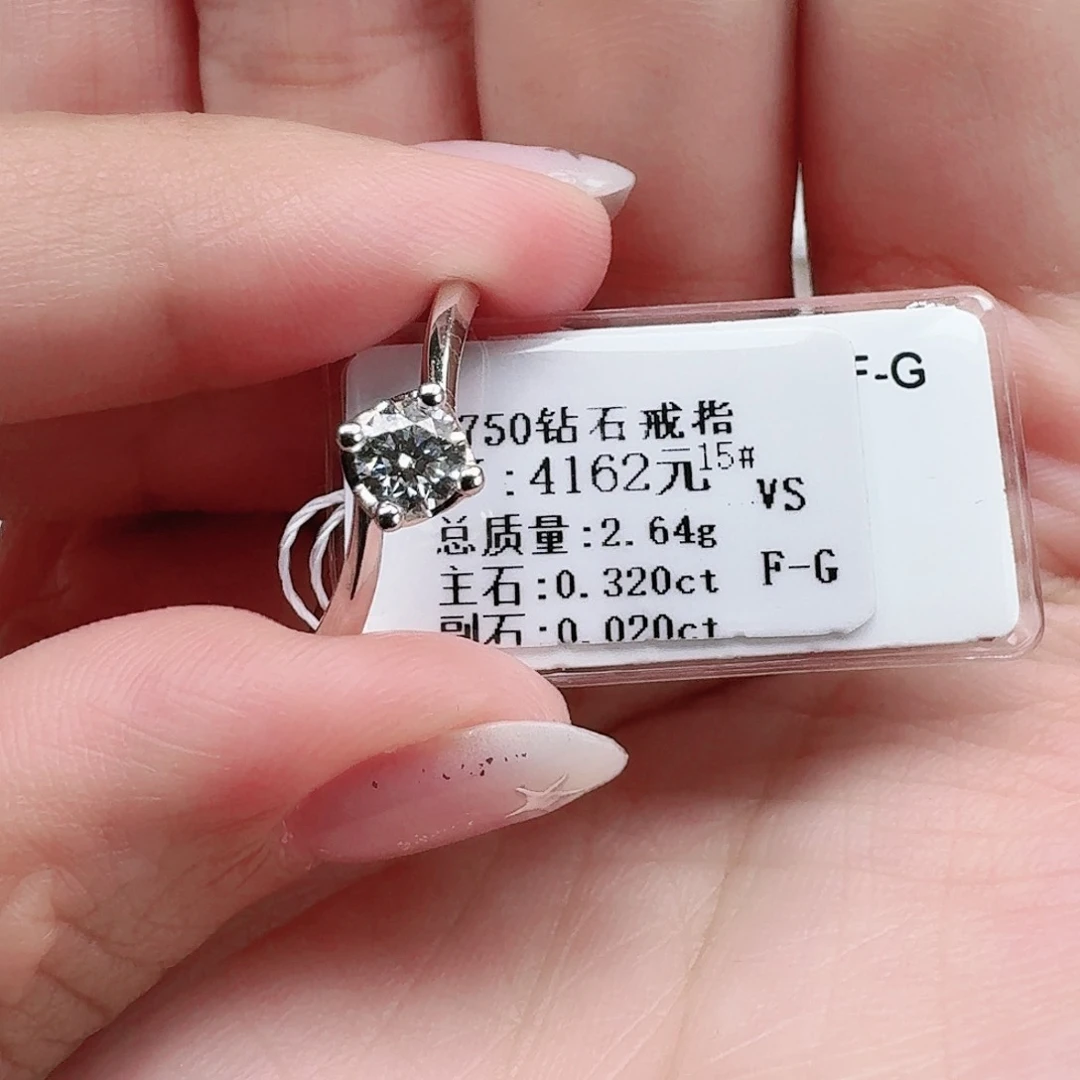 F-G
750钻石戒指
:4162元15#
VS
总质量:2.64g
主石:0.320ct
F-G
副石:0.020ct